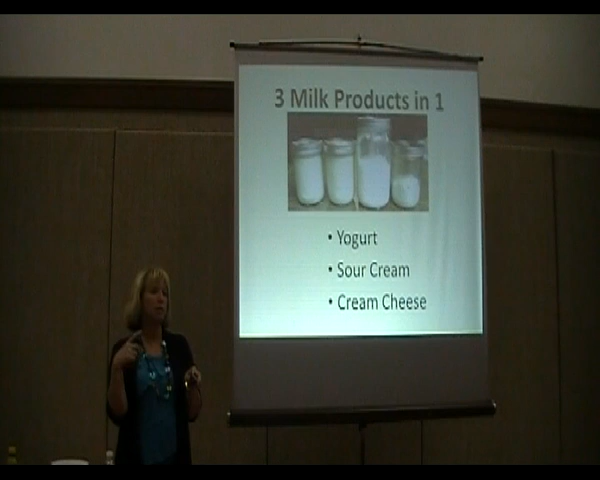 3 Milk Products in 1
• Yogurt
• Sour Cream
• Cream Cheese